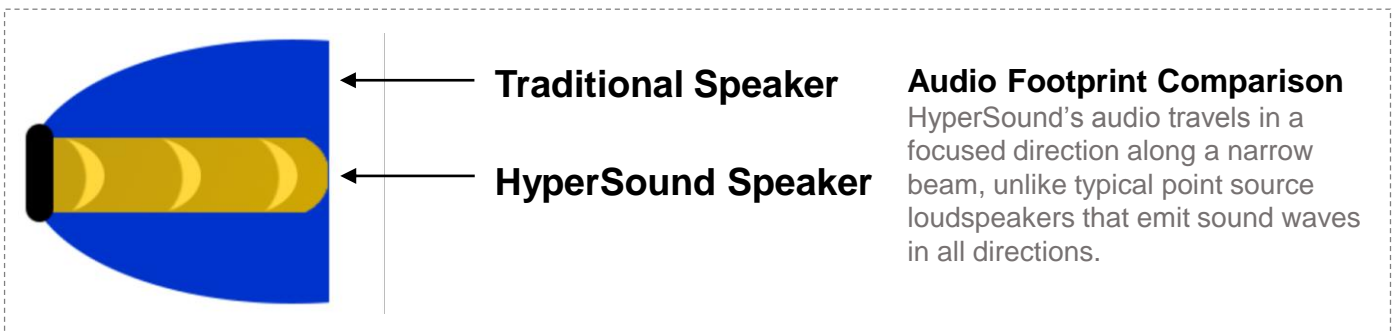 Traditional Speaker
HyperSound Speaker
Audio Footprint Comparison
HyperSound’s audio travels in a
focused direction along a narrow
beam, unlike typical point source
loudspeakers that emit sound waves
in all directions.